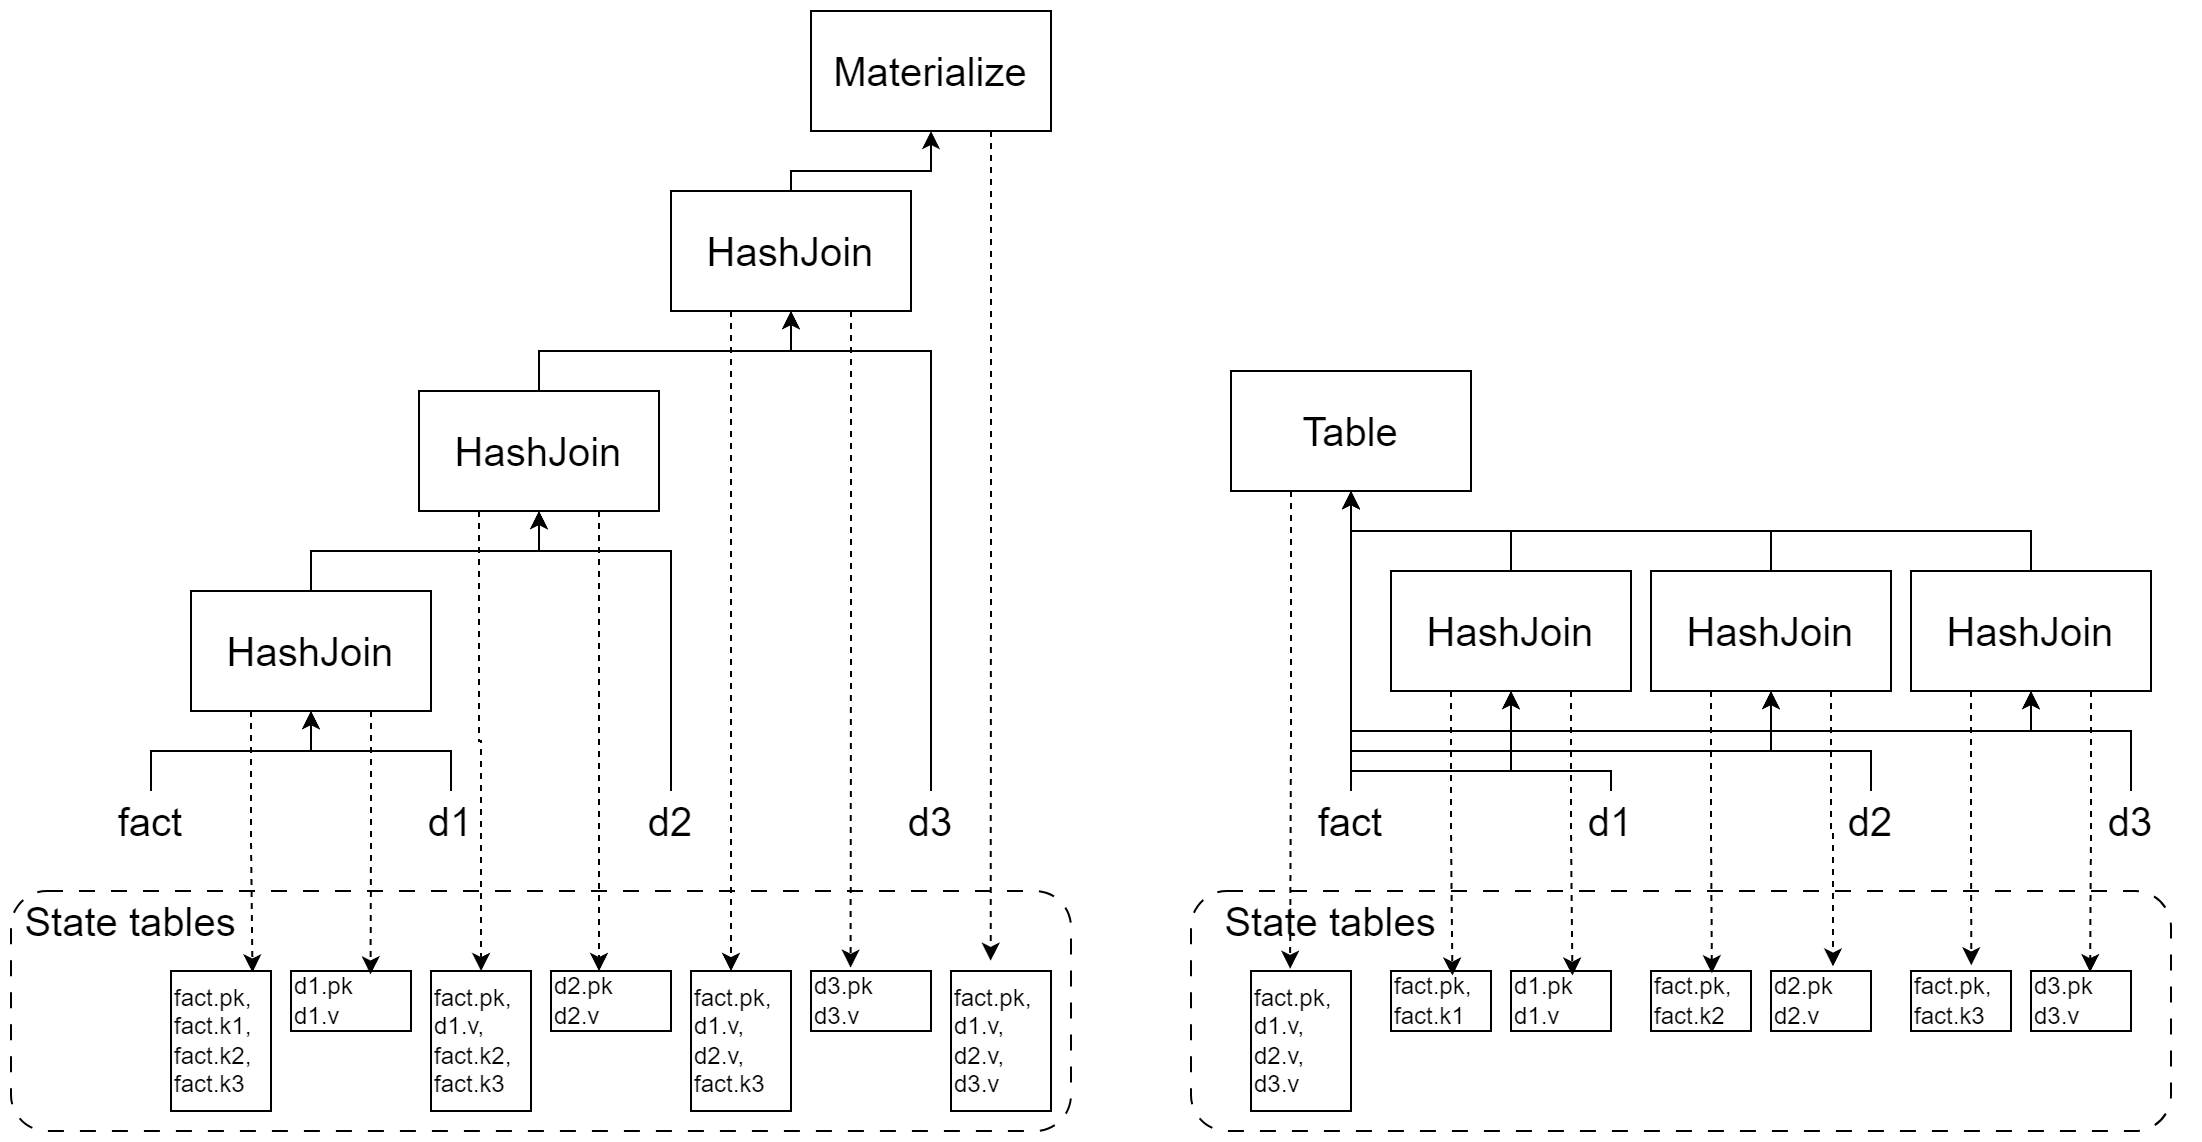 Materialize
HashJoin
HashJoin
HashJoin
fact
d1
d2
d3
State tables
fact.pk,
fact.k1,
fact.k2,
fact.k3
d1.pk
d1.v
fact.pk,
d1.v,
fact.k2,
fact.k3
d2.pk
d2.v
fact.pk,
d1.v,
d2.v,
fact.k3
d3.pk
d3.v
fact.pk,
d1.v,
d2.v,
d3.v
Table
HashJoin
HashJoin
HashJoin
fact
d1
d2
d3
State tables
fact.pk,
d1.v,
d2.v,
d3.v
fact.pk,
fact.k1
d1.pk
d1.v
fact.pk,
fact.k2
d2.pk
d2.v
fact.pk,
fact.k3
d3.pk
d3.v